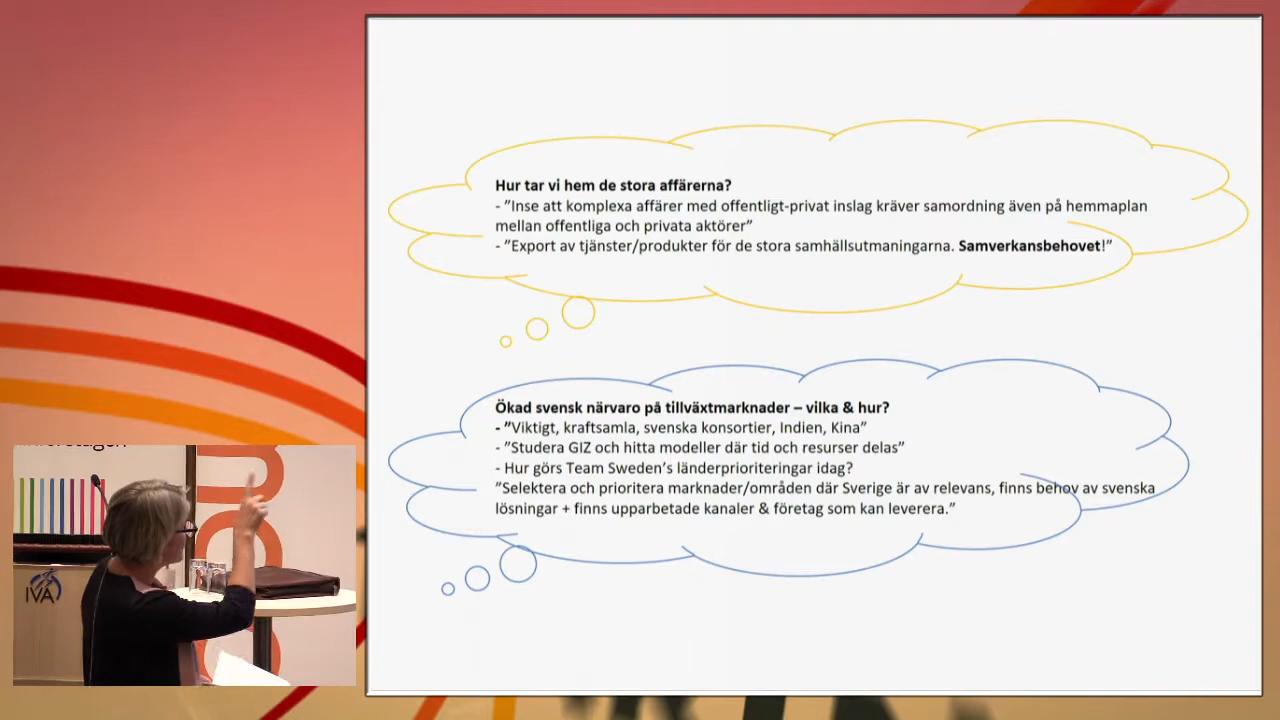 Hur tar vi hem de stora affärerna?
- ”Inse att komplexa affärer med offentligt-privat inslag kräver samordning även på hemmaplan
mellan offentliga och privata aktörer”
- ”Export av tjänster/produkter för de stora samhällsutmaningarna. Samverkansbehovet!”
Ökad svensk närvaro på tillväxtmarknader – vilka & hur?
- ”Viktigt, kraftsamla, svenska konsortier, Indien, Kina”
- ”Studera GIZ och hitta modeller där tid och resurser delas”
- Hur görs Team Sweden’s länderprioriteringar idag?
”Selektera och prioritera marknader/områden där Sverige är av relevans, finns behov av svenska
lösningar + finns upparbetade kanaler & företag som kan leverera.”
IVA